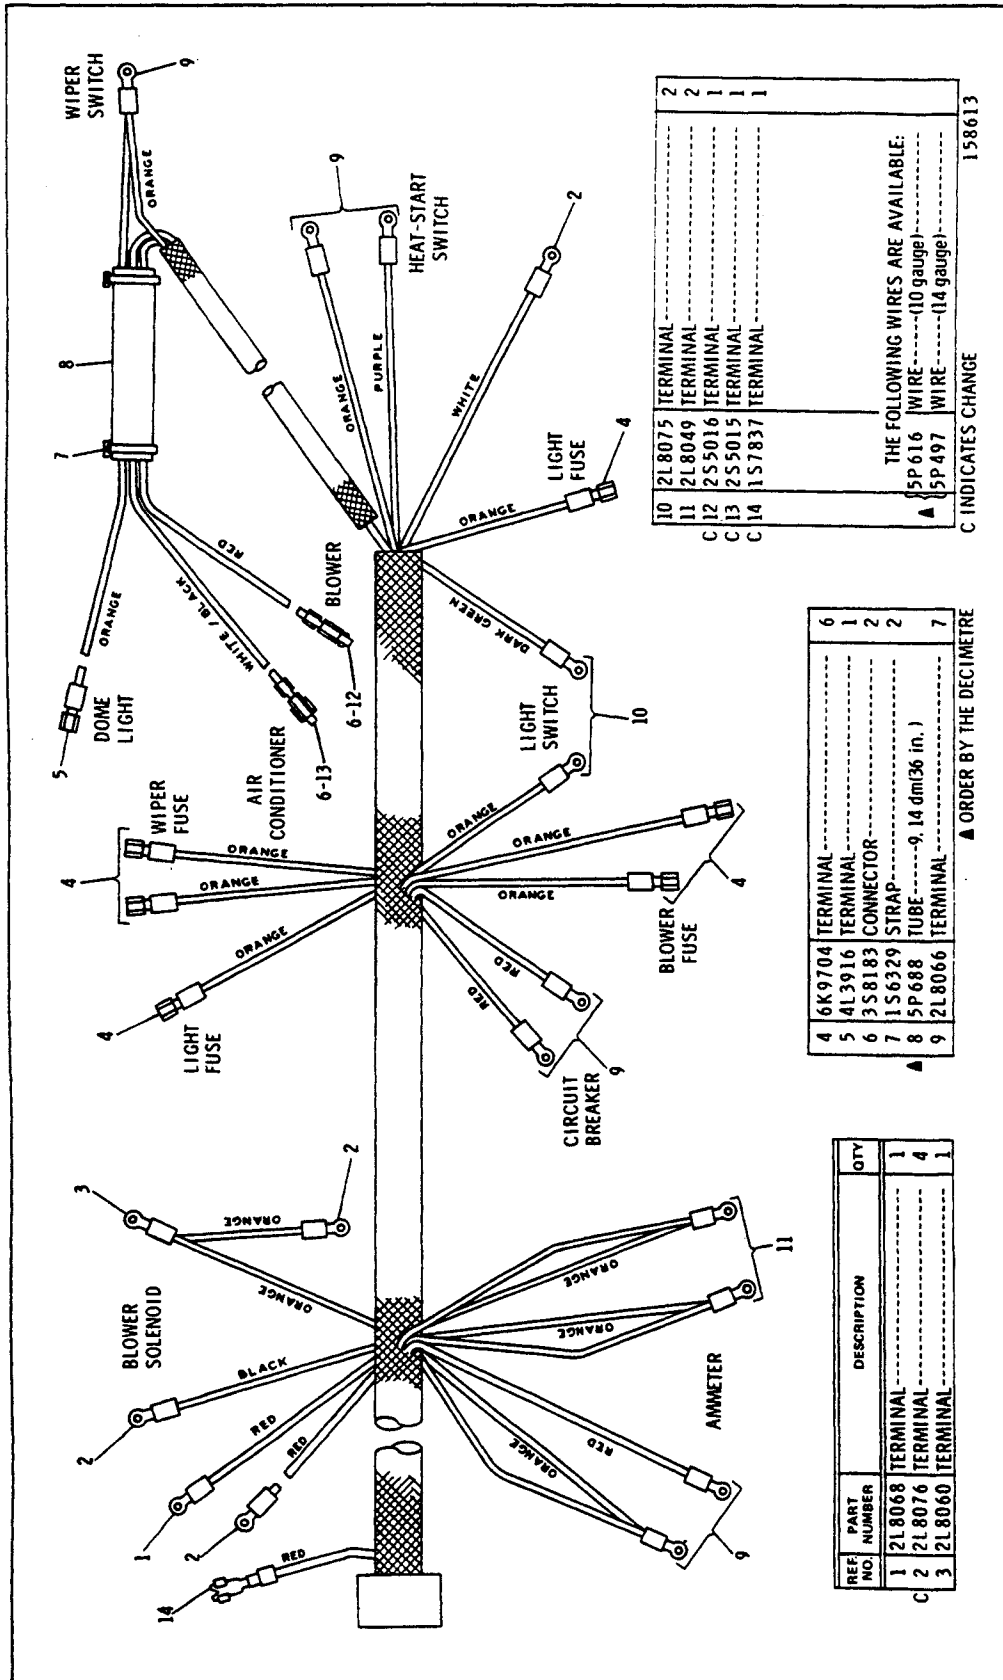 WIPER
SWITCH
9
ORANGE
8
7
ORANGE
5
DOME
LIGHT
WHITE / BLACK
RED
BLOWER
6-12
AIR
CONDITIONER
6-13
9
HEAT-START
SWITCH
ORANGE
PURPLE
WHITE
2
LIGHT
FUSE
4
ORANGE
DARK GREEN
LIGHT
SWITCH
10
ORANGE
4
WIPER
FUSE
ORANGE
ORANGE
ORANGE
4
LIGHT
FUSE
ORANGE
ORANGE
BLOWER
FUSE
4
RED
RED
CIRCUIT
BREAKER
9
3
2
ORANGE
ORANGE
BLOWER
SOLENOID
BLACK
2
RED
1
RED
2
RED
14
ORANGE
ORANGE
11
AMMETER
RED
ORANGE
9
REF. NO. PART NUMBER DESCRIPTION QTY
1 2L8068 TERMINAL 1
C 2 2L8076 TERMINAL 4
3 2L8060 TERMINAL 1
4 6K9704 TERMINAL 6
5 4L3916 TERMINAL 1
6 3S8183 CONNECTOR 2
7 1S6329 STRAP 2
▲ 8 5P688 TUBE-----9.14 dm(36 in.)
9 2L8066 TERMINAL 7
▲ ORDER BY THE DECIMETRE
10 2L8075 TERMINAL 2
11 2L8049 TERMINAL 2
C 12 2S5016 TERMINAL 1
C 13 2S5015 TERMINAL 1
C 14 1S7837 TERMINAL 1
THE FOLLOWING WIRES ARE AVAILABLE:
▲ 5P616 WIRE-----(10 gauge)
5P497 WIRE-----(14 gauge)
C INDICATES CHANGE
158613